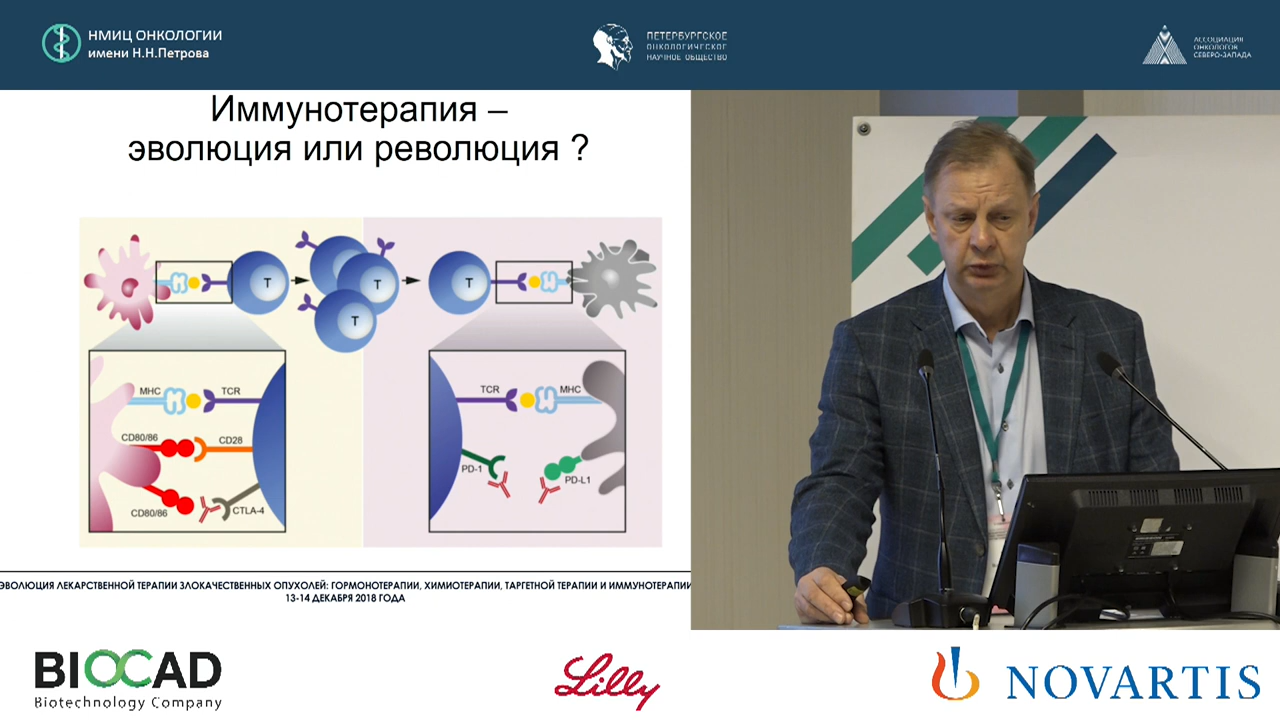 НМИЦ ОНКОЛОГИИ
имени Н.Н.Петрова
ПЕТЕРБУРГСКОЕ
ОНКОЛОГИЧЕСКОЕ
НАУЧНОЕ ОБЩЕСТВО
АССОЦИАЦИЯ
ОНКОЛОГОВ
СЕВЕРО-ЗАПАДА
Иммунотерапия –
эволюция или революция ?
T
T
T
T
MHC
TCR
CD80/86
CD28
CD80/86
CTLA-4
TCR
MHC
PD-1
PD-L1
ЭВОЛЮЦИЯ ЛЕКАРСТВЕННОЙ ТЕРАПИИ ЗЛОКАЧЕСТВЕННЫХ ОПУХОЛЕЙ: ГОРМОНОТЕРАПИИ, ХИМИОТЕРАПИИ, ТАРГЕТНОЙ ТЕРАПИИ И ИММУНОТЕРАПИИ
13-14 ДЕКАБРЯ 2018 ГОДА
BIOCAD
Biotechnology Company
Lilly
NOVARTIS